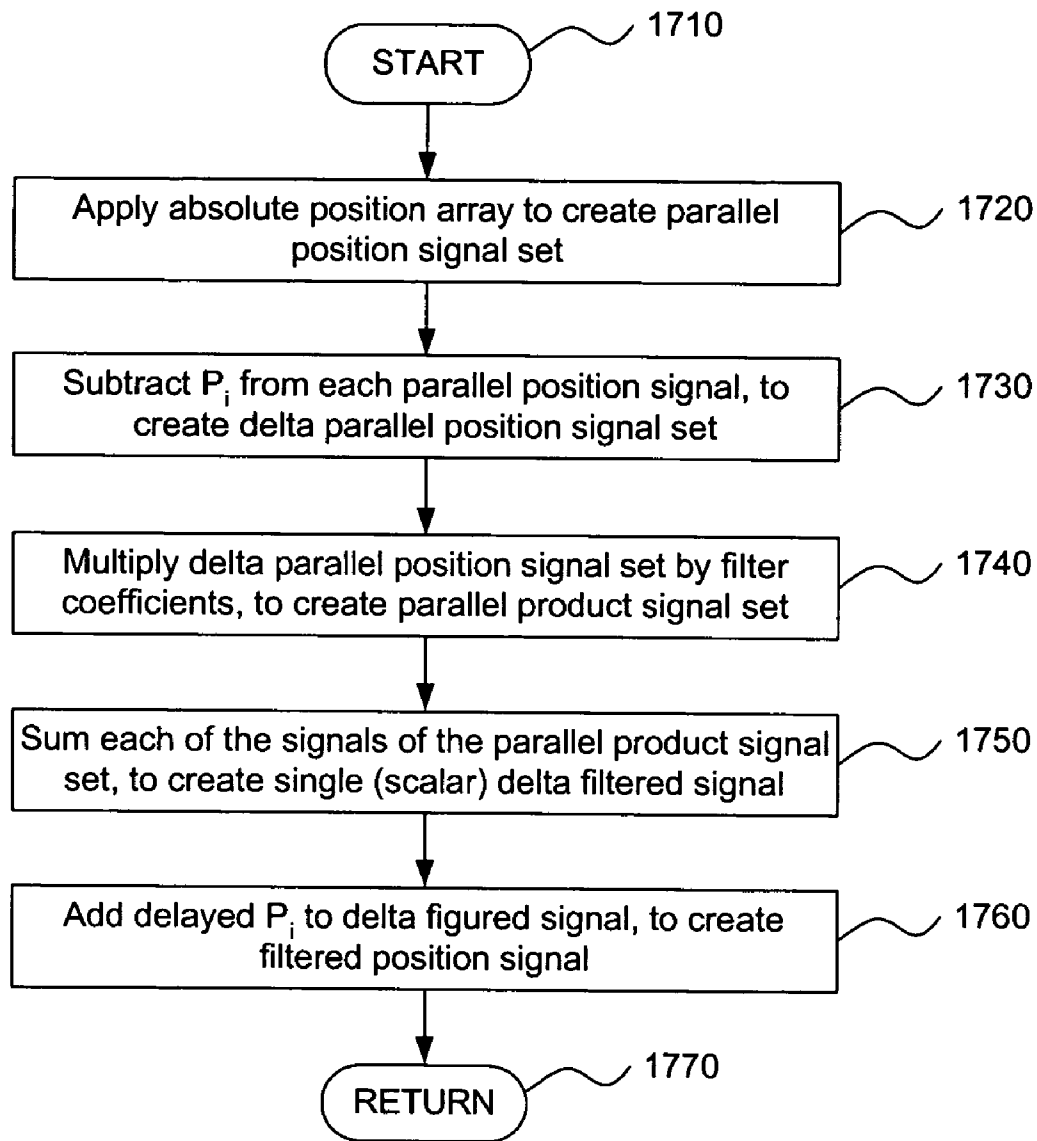 1710
START
Apply absolute position array to create parallel
position signal set
1720
Subtract Pi from each parallel position signal, to
create delta parallel position signal set
1730
Multiply delta parallel position signal set by filter
coefficients, to create parallel product signal set
1740
Sum each of the signals of the parallel product signal
set, to create single (scalar) delta filtered signal
1750
Add delayed Pi to delta figured signal, to create
filtered position signal
1760
1770
RETURN